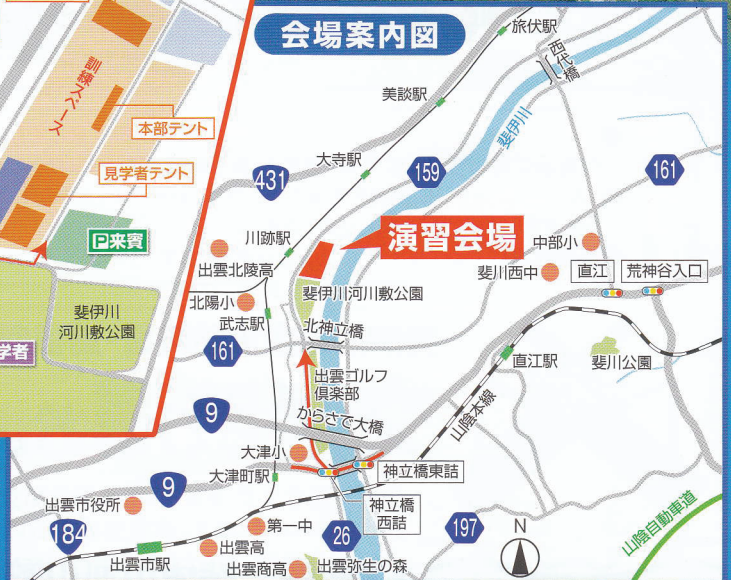 会場案内図
訓練スペース
本部テント
見学者テント
P来賓
斐伊川
河川敷公園
学者
旅伏駅
西代橋
美談駅
斐伊川
大寺駅
431
159
161
川跡駅
演習会場
中部小
出雲北陵高
斐川西中
直江
荒神谷入口
斐伊川河川敷公園
北陽小
武志駅
北神立橋
161
直江駅
斐川公園
出雲ゴルフ
倶楽部
山陰本線
9
からさで大橋
大津小
大津町駅
神立橋東詰
9
神立橋
西詰
出雲市役所
184
第一中
26
197
N
山陰自動車道
出雲市駅
出雲高
出雲商高
出雲弥生の森